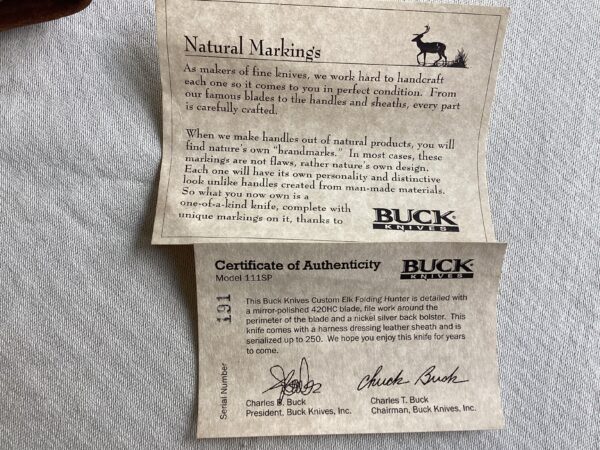 Natural Markings
As makers of fine knives, we work hard to handcraft
each one so it comes to you in perfect condition. From
our famous blades to the handles and sheaths, every part
is carefully crafted.
When we make handles out of natural products, you will
find nature's own "brandmarks." In most cases, these
markings are not flaws, rather nature's own design.
Each one will have its own personality and distinctive
look unlike handles created from man-made materials.
So what you now own is a
one-of-a-kind knife, complete with
unique markings on it, thanks to
BUCK
KNIVES
Certificate of Authenticity
Model 111SP
BUCK
KNIVES
191
Serial Number
This Buck Knives Custom Elk Folding Hunter is detailed with
a mirror-polished 420HC blade, file work around the
perimeter of the blade and a nickel silver back bolster. This
knife comes with a harness dressing leather sheath and is
serialized up to 250. We hope you enjoy this knife for years
to come.
Chuck Buck
Charles B. Buck
President, Buck Knives, Inc.
Charles T. Buck
Chairman, Buck Knives, Inc.